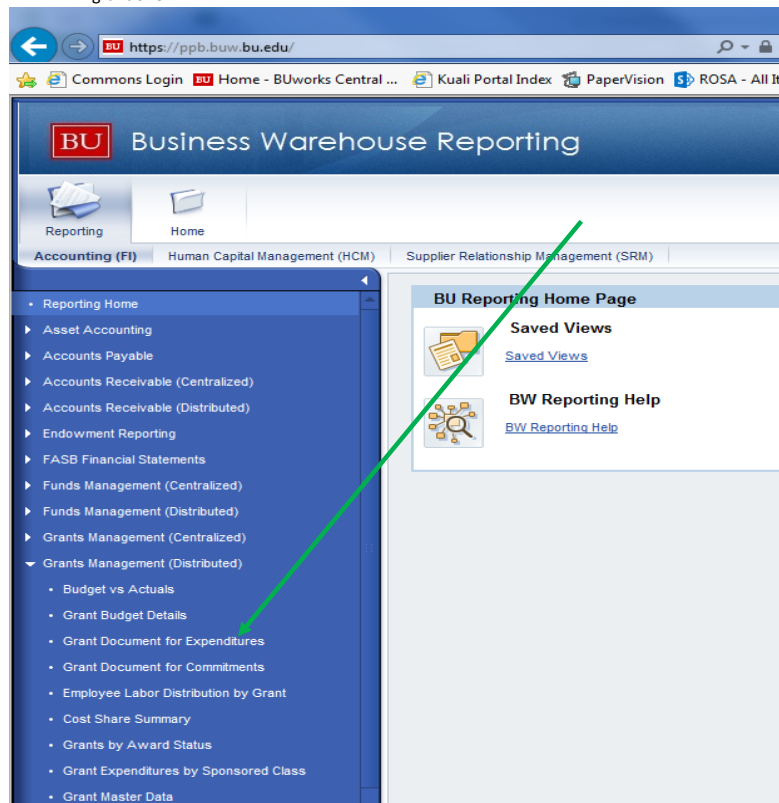 BU https://ppb.buw.bu.edu/
Commons Login BU Home - BUworks Central ... Kuali Portal Index PaperVision ROSA - All It
BU Business Warehouse Reporting
Reporting Home
Accounting (FI) Human Capital Management (HCM) Supplier Relationship Management (SRM)
Reporting Home
Asset Accounting
Accounts Payable
Accounts Receivable (Centralized)
Accounts Receivable (Distributed)
Endowment Reporting
FASB Financial Statements
Funds Management (Centralized)
Funds Management (Distributed)
Grants Management (Centralized)
Grants Management (Distributed)
Budget vs Actuals
Grant Budget Details
Grant Document for Expenditures
Grant Document for Commitments
Employee Labor Distribution by Grant
Cost Share Summary
Grants by Award Status
Grant Expenditures by Sponsored Class
Grant Master Data
BU Reporting Home Page
Saved Views
Saved Views
BW Reporting Help
BW Reporting Help